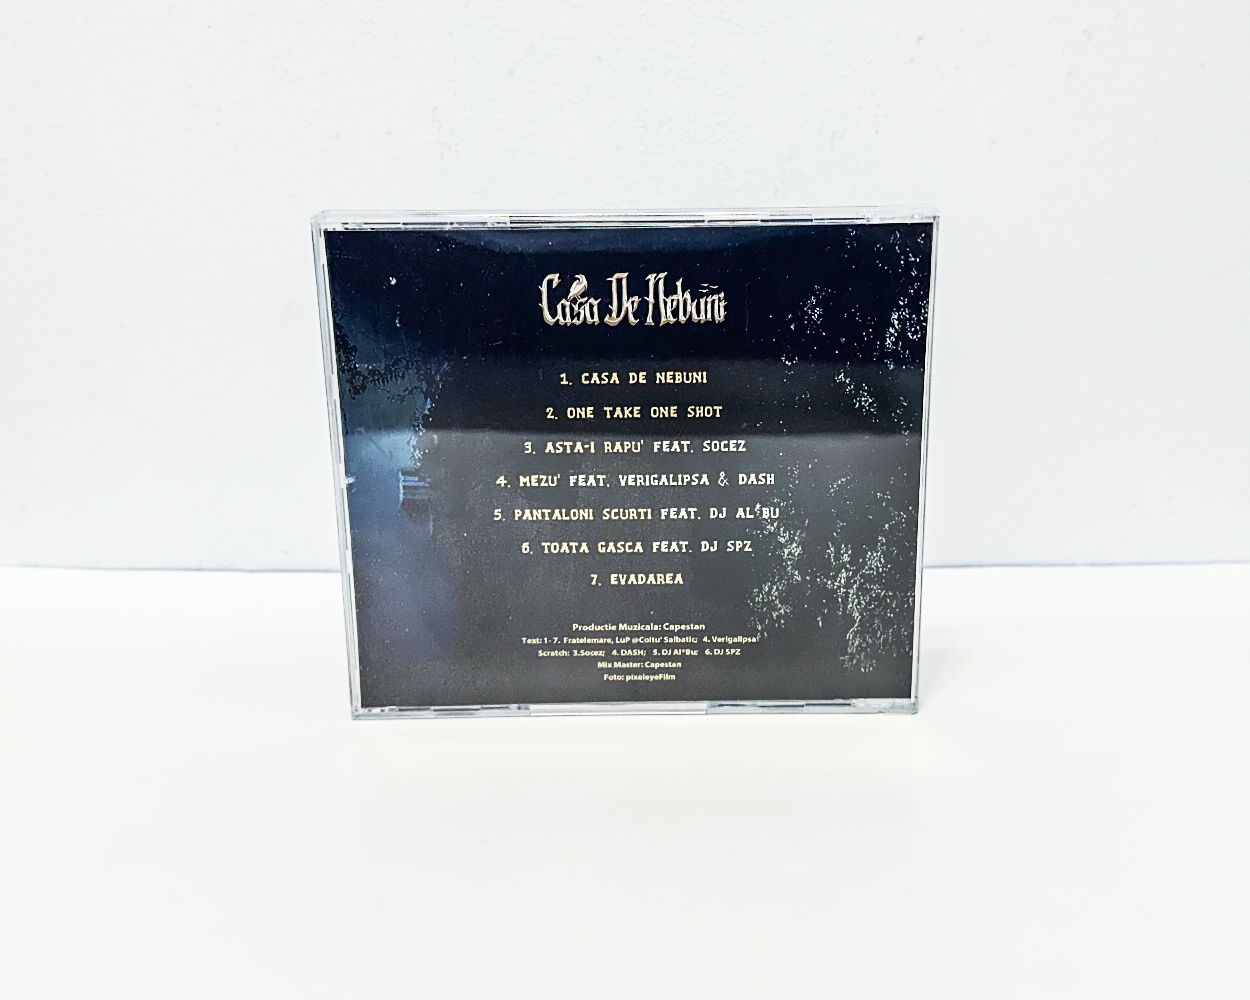 Casa De Nebuni
1. CASA DE NEBUNI
2. ONE TAKE ONE SHOT
3. ASTA-I RAPU' FEAT. SOCEZ
4. MEZU' FEAT. VERIGALIPSA & DASH
5. PANTALONI SCURTI FEAT. DJ AL*BU
6. TOATA GASCA FEAT. DJ SPZ
7. EVADAREA
Productie Muzicala: Capestan
Text: 1 - 7. Fratelemare, LuP @Coltu' Salbatic; 4. Verigalipsa
Scratch: 3.Socez; 4. DASH; 5. DJ Al*Bu; 6. DJ SPZ
Mix Master: Capestan
Foto: pixeleyeFilm